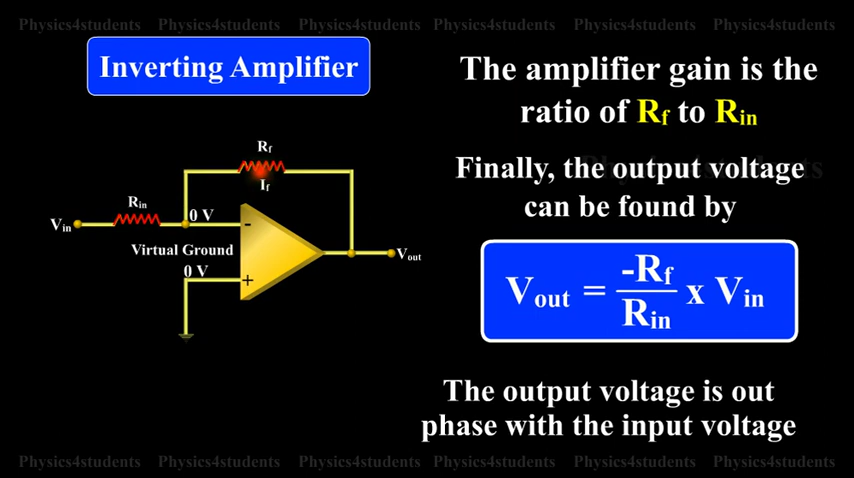 Physics4students Physics4students Physics4students Physics4students Physics4students Physics4students
Inverting Amplifier
The amplifier gain is the
ratio of Rf to Rin
Finally, the output voltage
can be found by
Rf
If
Rin
Vin
0 V
-
Virtual Ground
0 V
+
Vout
Vout = -Rf/Rin x Vin
The output voltage is out
phase with the input voltage
Physics4students Physics4students Physics4students Physics4students Physics4students Physics4students